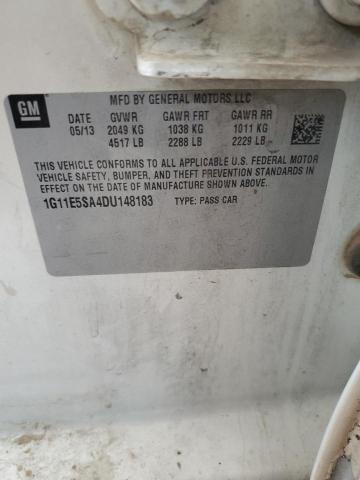 GM
MFD BY GENERAL MOTORS LLC
DATE GVWR GAWR FRT GAWR RR
05/13 2049 KG 1038 KG 1011 KG
4517 LB 2288 LB 2229 LB
THIS VEHICLE CONFORMS TO ALL APPLICABLE U.S. FEDERAL MOTOR
VEHICLE SAFETY, BUMPER, AND THEFT PREVENTION STANDARDS IN
EFFECT ON THE DATE OF MANUFACTURE SHOWN ABOVE.
1G11E5SA4DU148183 TYPE: PASS CAR